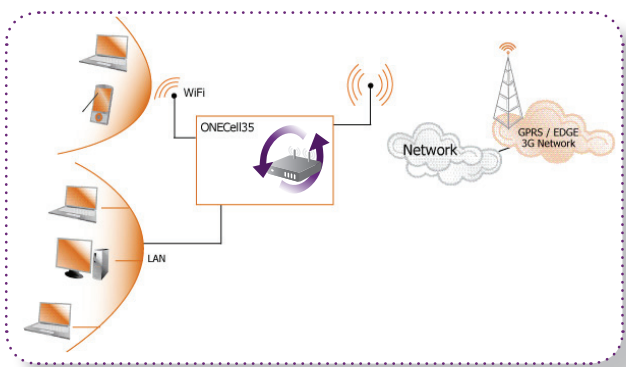 WiFi
ONECell35
Network
GPRS / EDGE
3G Network
LAN